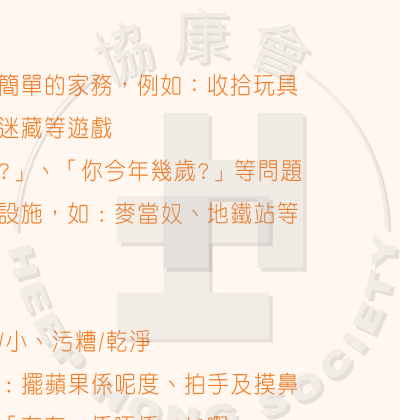 協康會
簡單的家務，例如：收拾玩具
迷藏等遊戲
?」、「你今年幾歲?」等問題
設施，如：麥當奴、地鐵站等
/小、污糟/乾淨
：擺蘋果係呢度、拍手及摸鼻
HEEP HONG SOCIETY